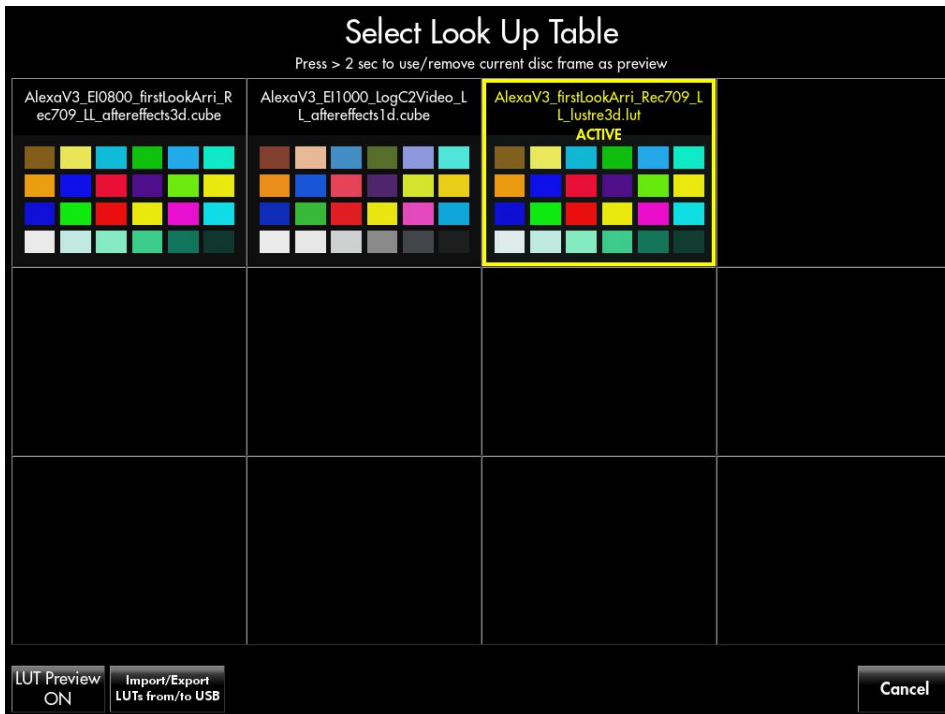 Select Look Up Table
Press > 2 sec to use/remove current disc frame as preview
AlexaV3_EI0800_firstLookArri_R
ec709_LL_aftereffects3d.cube
AlexaV3_EI1000_LogC2Video_L
L_aftereffects1d.cube
AlexaV3_firstLookArri_Rec709_L
L_lustre3d.lut
ACTIVE
LUT Preview
ON
Import/Export
LUTs from/to USB
Cancel